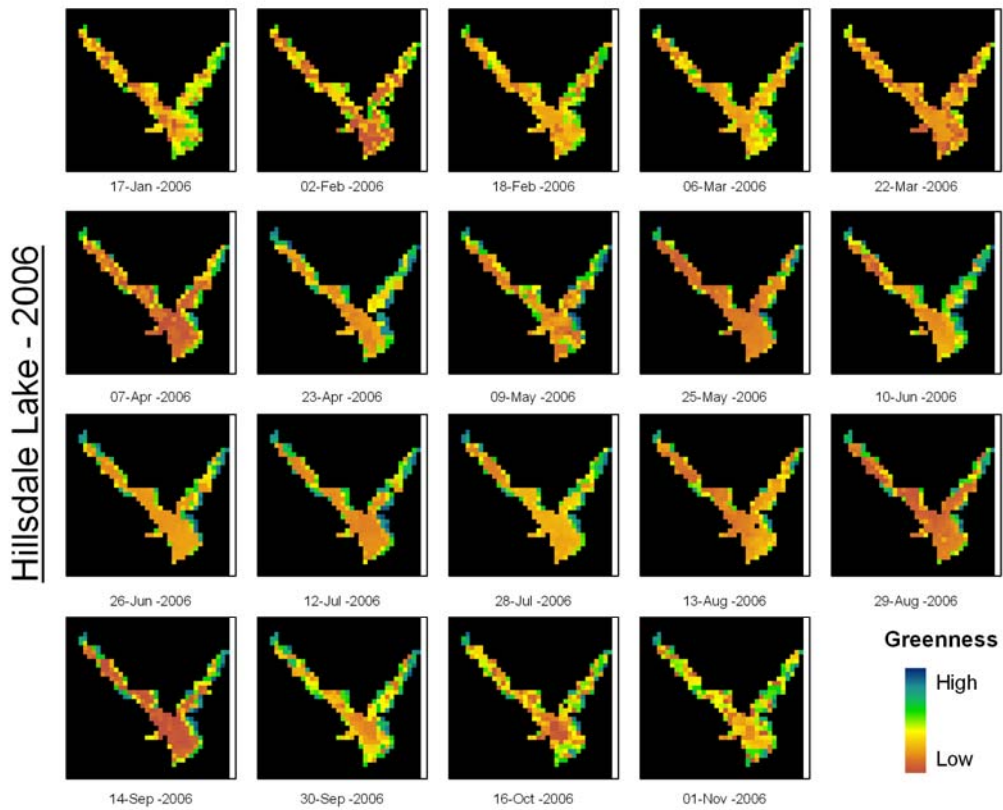 Hillsdale Lake - 2006
17-Jan -2006
02-Feb -2006
18-Feb -2006
06-Mar -2006
22-Mar -2006
07-Apr -2006
23-Apr -2006
09-May -2006
25-May -2006
10-Jun -2006
26-Jun -2006
12-Jul -2006
28-Jul -2006
13-Aug -2006
29-Aug -2006
14-Sep -2006
30-Sep -2006
16-Oct -2006
01-Nov -2006
Greenness
High
Low